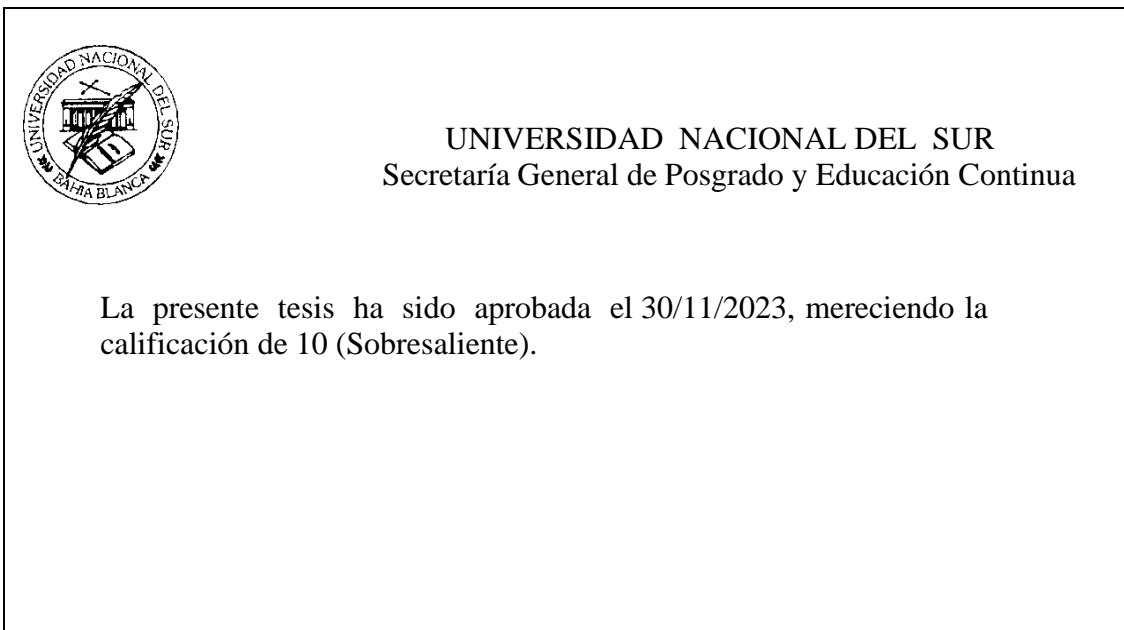 UNIVERSIDAD NACIONAL DEL SUR
BAHIA BLANCA
UNIVERSIDAD NACIONAL DEL SUR
Secretaría General de Posgrado y Educación Continua
La presente tesis ha sido aprobada el 30/11/2023, mereciendo la
calificación de 10 (Sobresaliente).